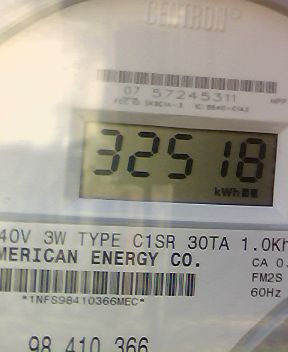 CENTRON®
07 57245311
32518
kWh
40V 3W TYPE C1SR 30TA 1.0Kh
MERICAN ENERGY CO.
CA 0.
FM2S
60Hz
*1NFS98410366MEC*
98 410 366